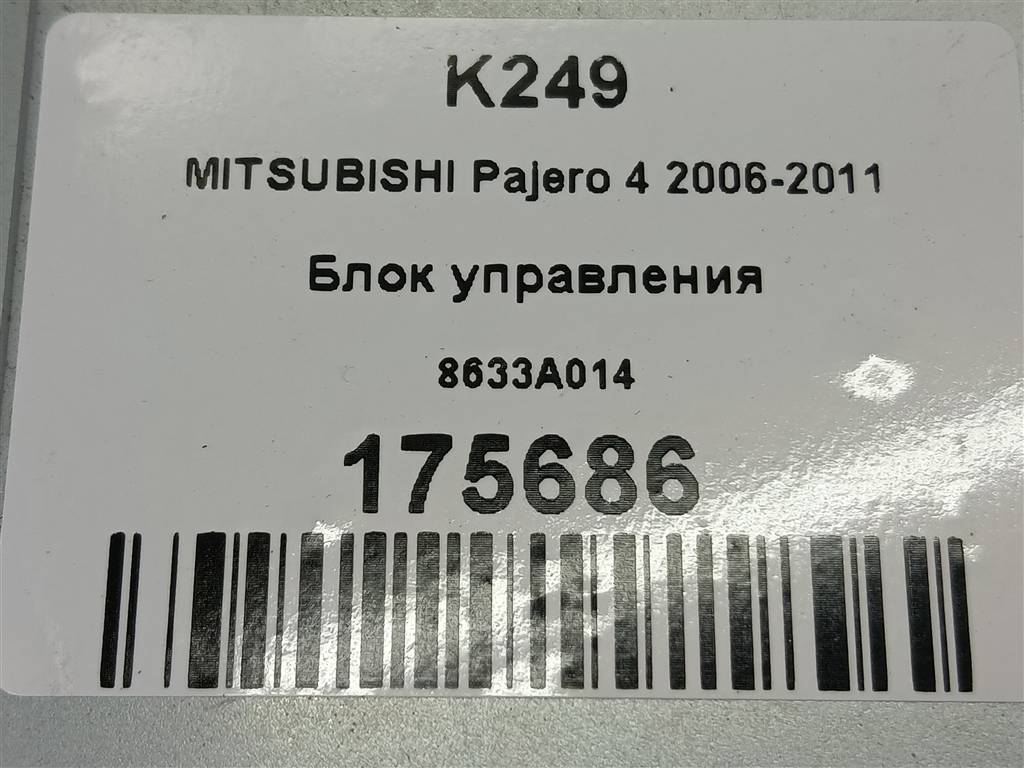 K249
MITSUBISHI Pajero 4 2006-2011
Блок управления
8633A014
175686